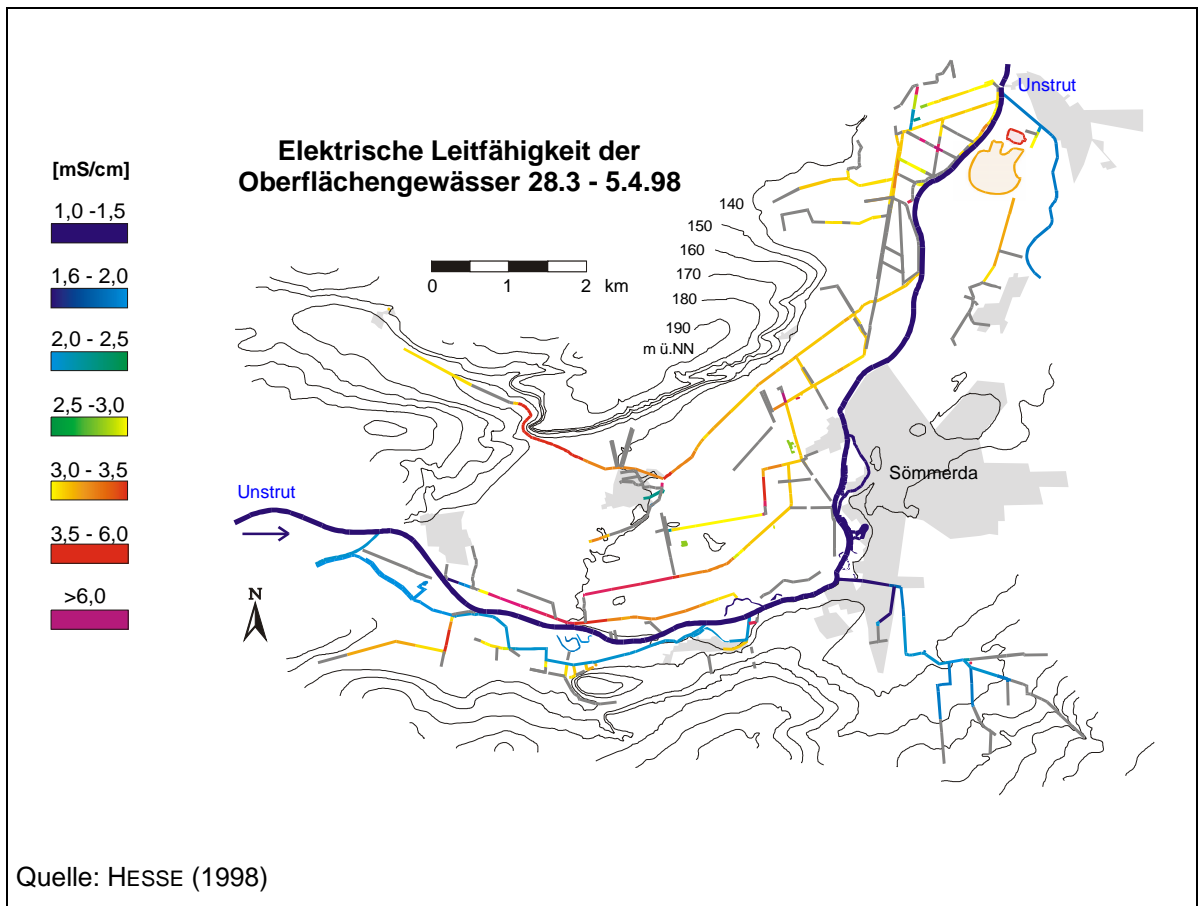 Elektrische Leitfähigkeit der
Oberflächengewässer 28.3 - 5.4.98
[mS/cm]
1,0 -1,5
1,6 - 2,0
2,0 - 2,5
2,5 -3,0
3,0 - 3,5
3,5 - 6,0
>6,0
0 1 2 km
140
150
160
170
180
190
m ü.NN
Unstrut
Sömmerda
Unstrut
N
Quelle: HESSE (1998)